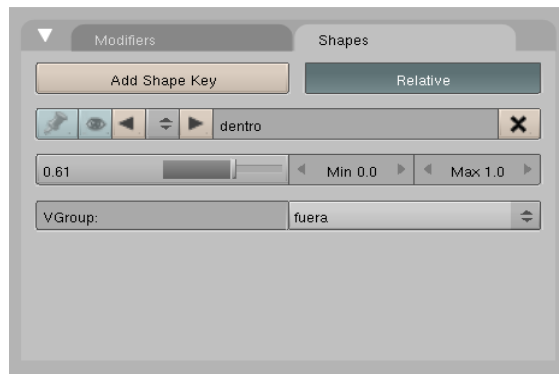 Modifiers Shapes
Add Shape Key Relative
dentro
0.61 Min 0.0 Max 1.0
VGroup: fuera